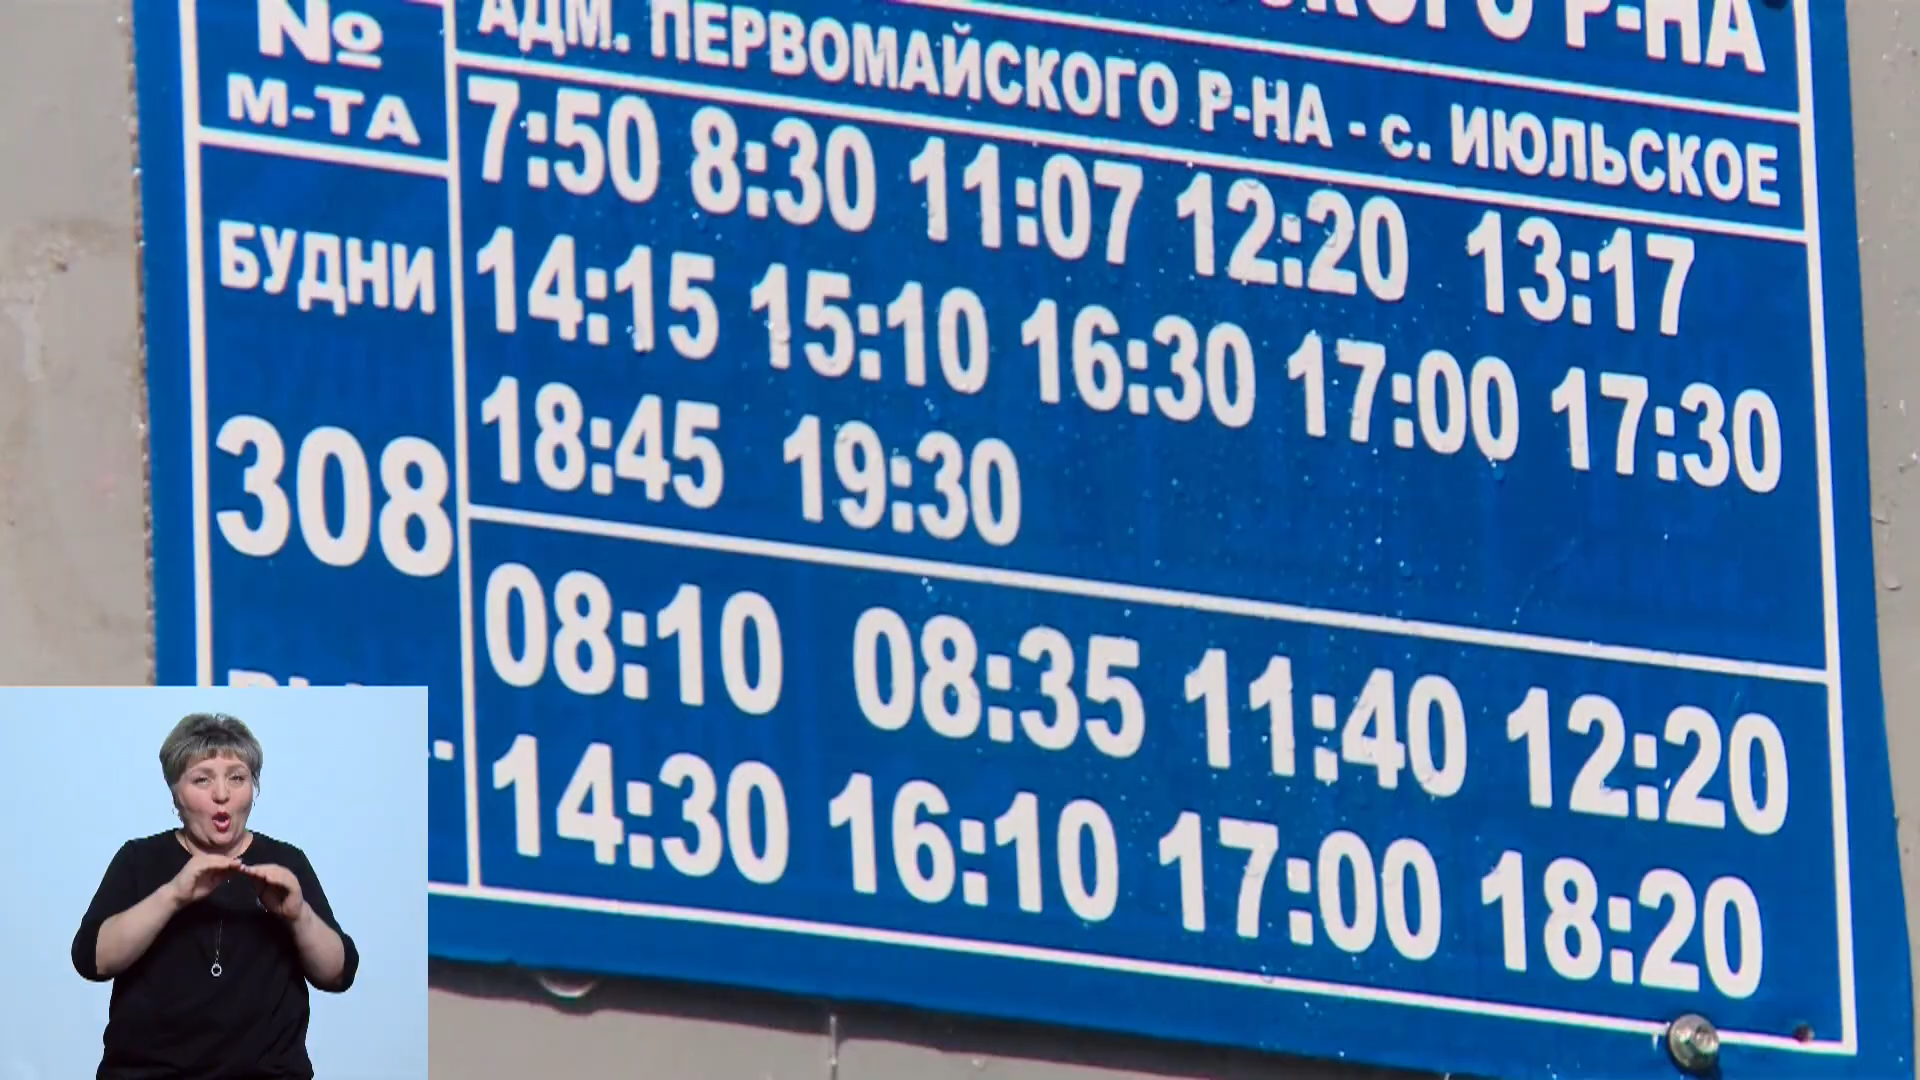 СКОГО Р-НА
№
М-ТА
АДМ. ПЕРВОМАЙСКОГО Р-НА - с. ИЮЛЬСКОЕ
БУДНИ
308
7:50 8:30 11:07 12:20 13:17
14:15 15:10 16:30 17:00 17:30
18:45 19:30
08:10 08:35 11:40 12:20
14:30 16:10 17:00 18:20